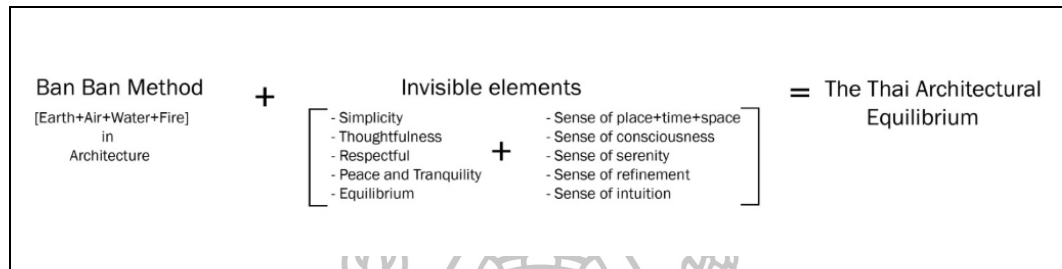 Ban Ban Method + Invisible elements = The Thai Architectural
Equilibrium
[Earth+Air+Water+Fire]
in
Architecture
- Simplicity
- Thoughtfulness
- Respectful
- Peace and Tranquility
- Equilibrium
+
- Sense of place+time+space
- Sense of consciousness
- Sense of serenity
- Sense of refinement
- Sense of intuition